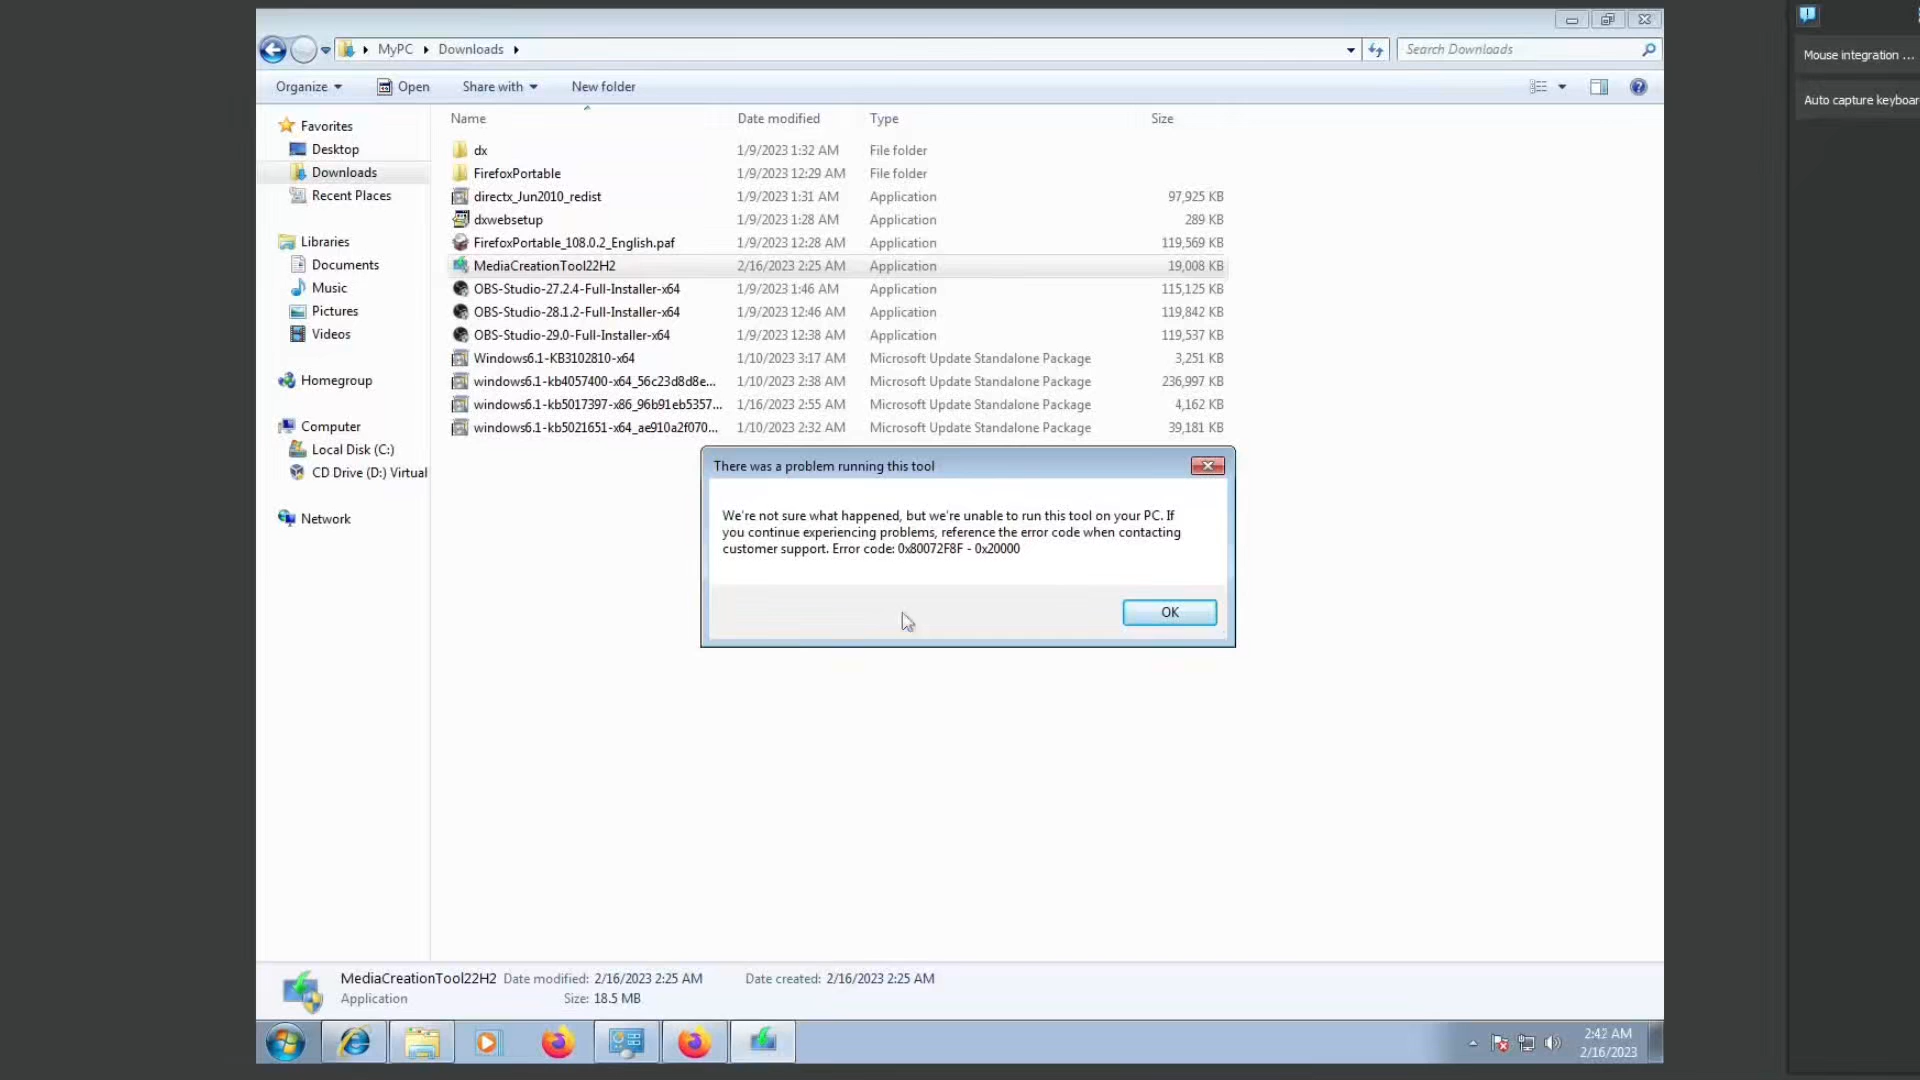 MyPC
Downloads
Search Downloads
Organize
Open
Share with
New folder
Name
Date modified
Type
Size
Favorites
Desktop
Downloads
Recent Places
Libraries
Documents
Music
Pictures
Videos
Homegroup
Computer
Local Disk (C:)
CD Drive (D:) Virtual
Network
dx 1/9/2023 1:32 AM File folder
FirefoxPortable 1/9/2023 12:29 AM File folder
directx_Jun2010_redist 1/9/2023 1:31 AM Application 97,925 KB
dxwebsetup 1/9/2023 1:28 AM Application 289 KB
FirefoxPortable_108.0.2_English.paf 1/9/2023 12:28 AM Application 119,569 KB
MediaCreationTool22H2 2/16/2023 2:25 AM Application 19,008 KB
OBS-Studio-27.2.4-Full-Installer-x64 1/9/2023 1:46 AM Application 115,125 KB
OBS-Studio-28.1.2-Full-Installer-x64 1/9/2023 12:46 AM Application 119,842 KB
OBS-Studio-29.0-Full-Installer-x64 1/9/2023 12:38 AM Application 119,537 KB
Windows6.1-KB3102810-x64 1/10/2023 3:17 AM Microsoft Update Standalone Package 3,251 KB
windows6.1-kb4057400-x64_56c23d8d8e... 1/10/2023 2:38 AM Microsoft Update Standalone Package 236,997 KB
windows6.1-kb5017397-x86_96b91eb5357... 1/16/2023 2:55 AM Microsoft Update Standalone Package 4,162 KB
windows6.1-kb5021651-x64_ae910a2f070... 1/10/2023 2:32 AM Microsoft Update Standalone Package 39,181 KB
There was a problem running this tool
We're not sure what happened, but we're unable to run this tool on your PC. If
you continue experiencing problems, reference the error code when contacting
customer support. Error code: 0x80072F8F - 0x20000
OK
MediaCreationTool22H2 Date modified: 2/16/2023 2:25 AM Date created: 2/16/2023 2:25 AM
Application Size: 18.5 MB
2:42 AM
2/16/2023
Mouse integration ...
Auto capture keyboar